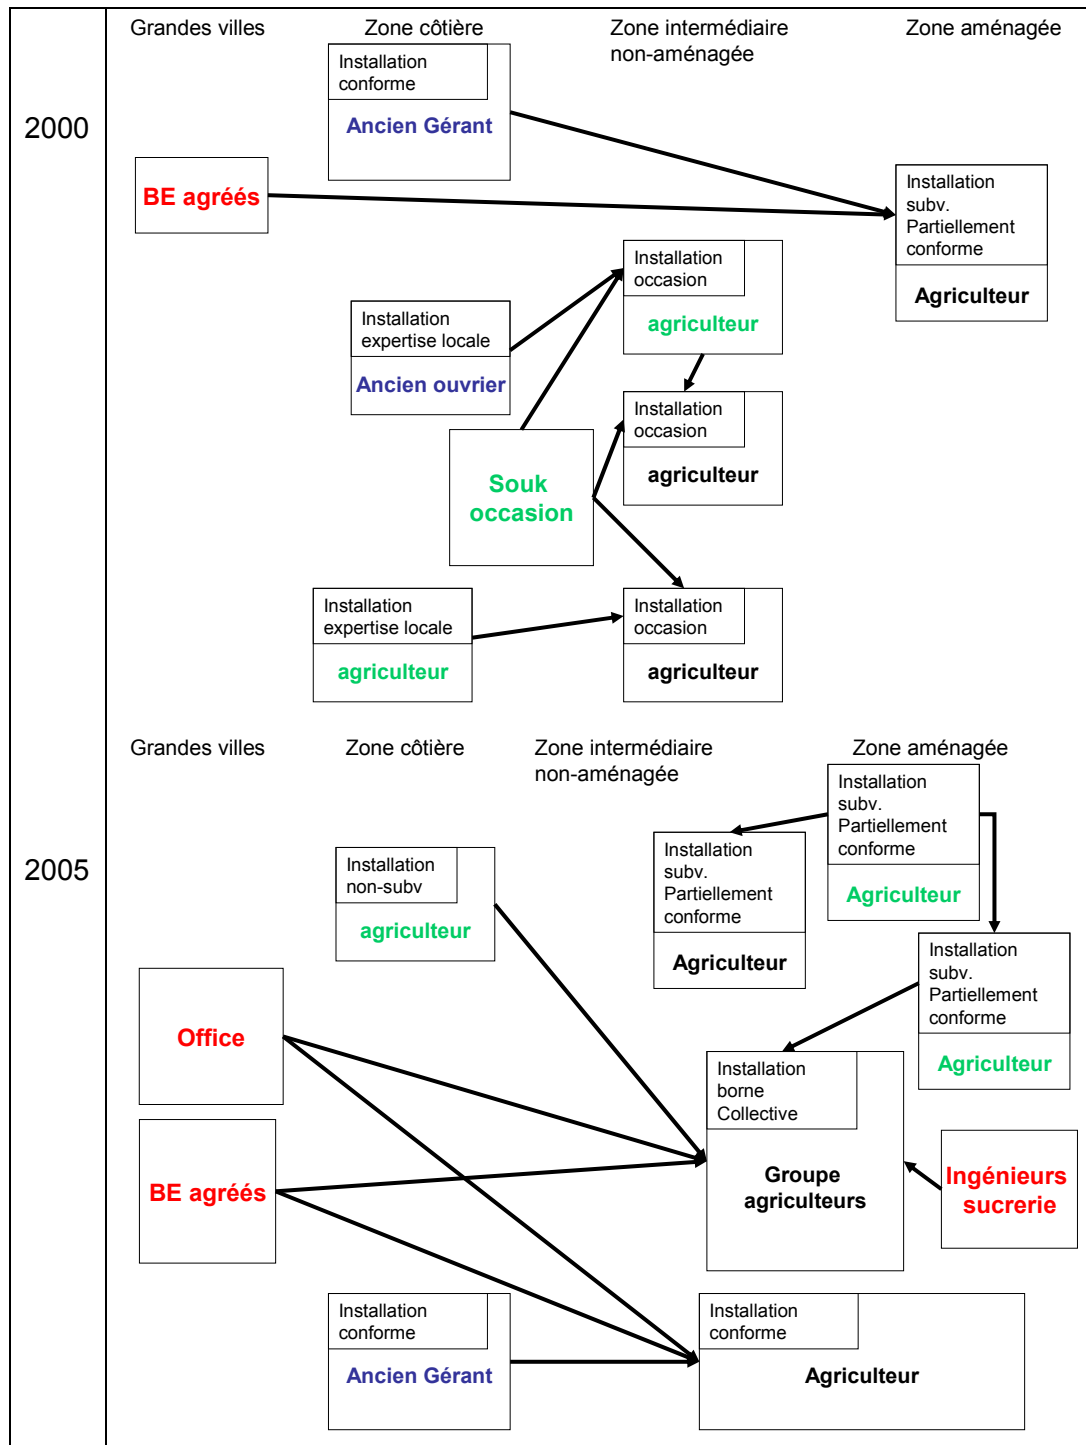 Grandes villes
Zone côtière
Zone intermédiaire
non-aménagée
Zone aménagée
2000
Installation
conforme
Ancien Gérant
BE agréés
Installation
subv.
Partiellement
conforme
Agriculteur
Installation
occasion
agriculteur
Installation
expertise locale
Ancien ouvrier
Installation
occasion
agriculteur
Souk
occasion
Installation
expertise locale
agriculteur
Installation
occasion
agriculteur
Grandes villes
Zone côtière
Zone intermédiaire
non-aménagée
Zone aménagée
2005
Installation
subv.
Partiellement
conforme
Agriculteur
Installation
subv.
Partiellement
conforme
Agriculteur
Installation
non-subv
agriculteur
Installation
subv.
Partiellement
conforme
Agriculteur
Office
Installation
borne
Collective
Groupe
agriculteurs
BE agréés
Ingénieurs
sucrerie
Installation
conforme
Ancien Gérant
Installation
conforme
Agriculteur